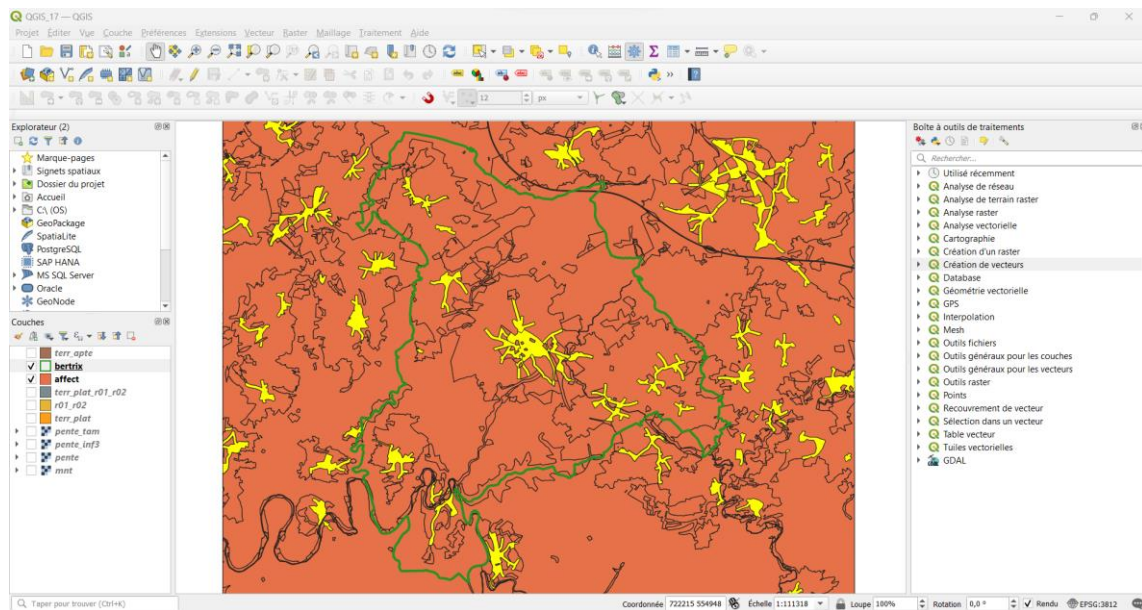 QGIS_17 — QGIS
Projet Éditer Vue Couche Préférences Extensions Vecteur Raster Maillage Traitement Aide
12 px
Explorateur (2)
Marque-pages
Signets spatiaux
Dossier du projet
Accueil
C:\ (OS)
GeoPackage
SpatiaLite
PostgreSQL
SAP HANA
MS SQL Server
Oracle
GeoNode
Couches
terr_apte
bertrix
affect
terr_plat_r01_r02
r01_r02
terr_plat
pente_tam
pente_inf3
pente
mnt
Boîte à outils de traitements
Rechercher...
Utilisé récemment
Analyse de réseau
Analyse de terrain raster
Analyse raster
Analyse vectorielle
Cartographie
Création d'un raster
Création de vecteurs
Database
Géométrie vectorielle
GPS
Interpolation
Mesh
Outils fichiers
Outils généraux pour les couches
Outils généraux pour les vecteurs
Outils raster
Points
Recouvrement de vecteur
Sélection dans un vecteur
Table vecteur
Tuiles vectorielles
GDAL
Taper pour trouver (Ctrl+K) Coordonnée 722215 554948 Échelle 1:111318 Loupe 100% Rotation 0,0 ° Rendu EPSG:3812